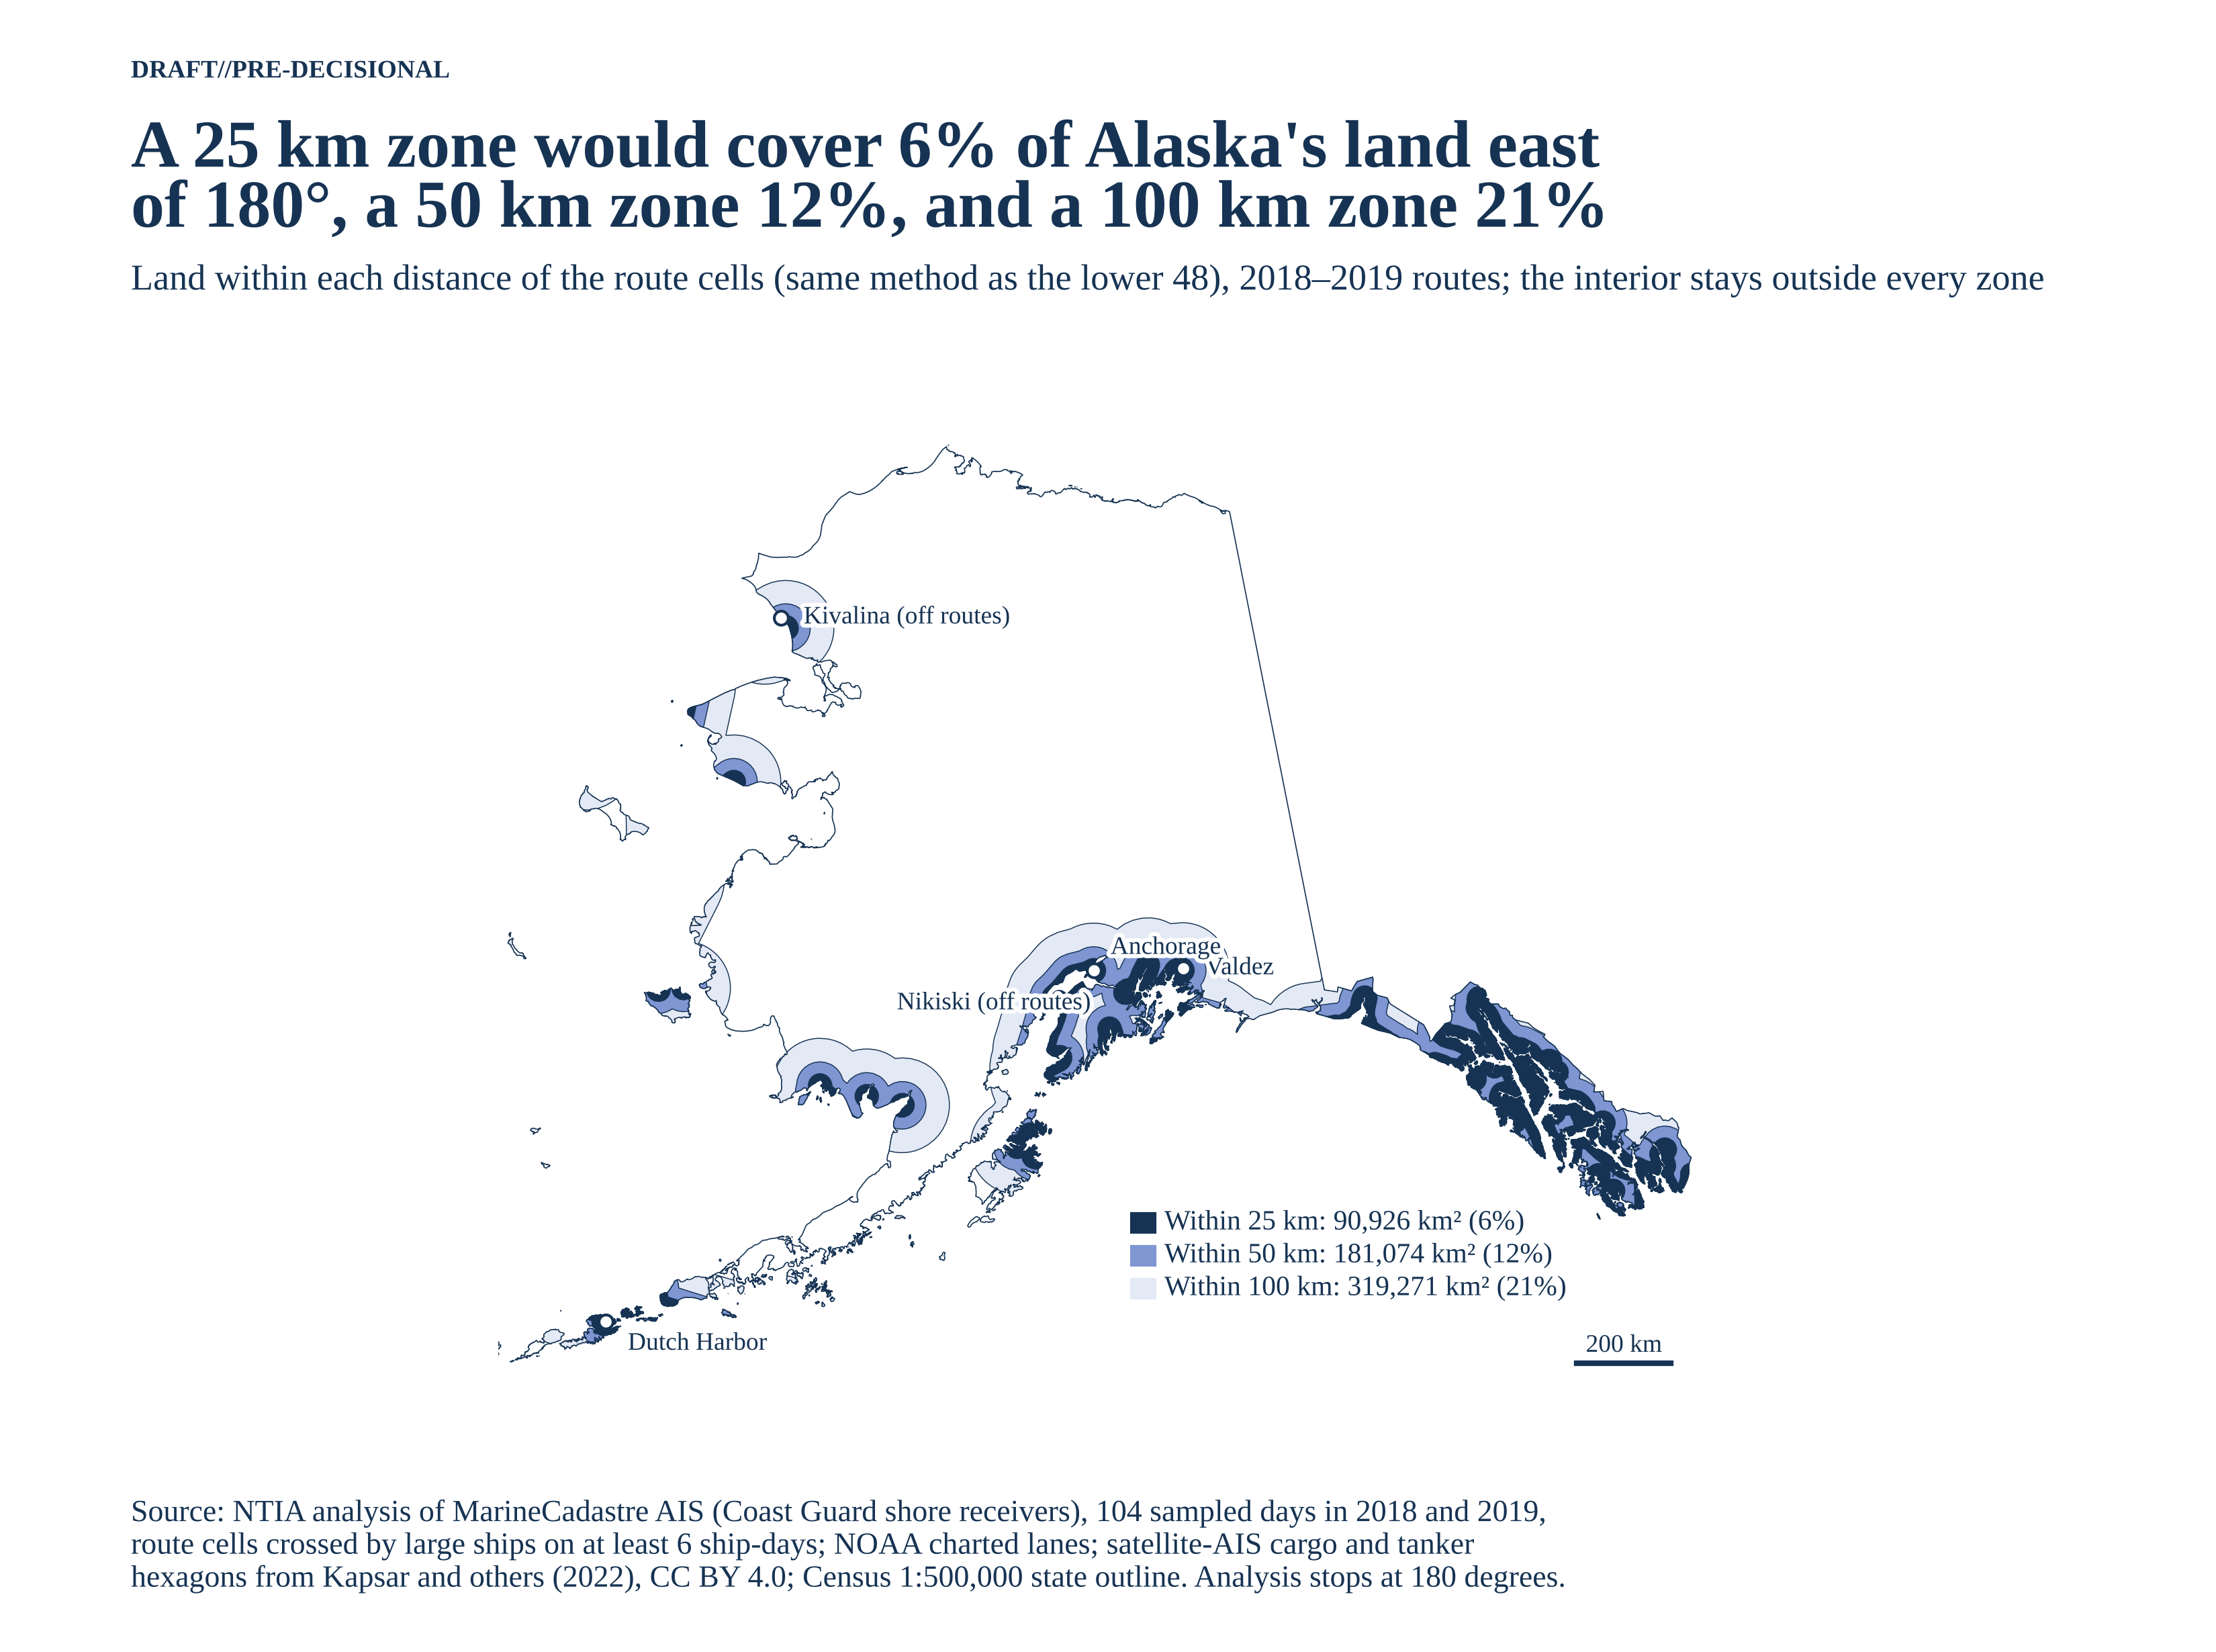 DRAFT//PRE-DECISIONAL
A 25 km zone would cover 6% of Alaska's land east
of 180°, a 50 km zone 12%, and a 100 km zone 21%
Land within each distance of the route cells (same method as the lower 48), 2018–2019 routes; the interior stays outside every zone
Kivalina (off routes)
Anchorage
Valdez
Nikiski (off routes)
Within 25 km: 90,926 km² (6%)
Within 50 km: 181,074 km² (12%)
Within 100 km: 319,271 km² (21%)
Dutch Harbor
200 km
Source: NTIA analysis of MarineCadastre AIS (Coast Guard shore receivers), 104 sampled days in 2018 and 2019,
route cells crossed by large ships on at least 6 ship-days; NOAA charted lanes; satellite-AIS cargo and tanker
hexagons from Kapsar and others (2022), CC BY 4.0; Census 1:500,000 state outline. Analysis stops at 180 degrees.